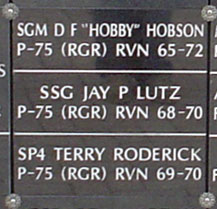 SGM D F "HOBBY" HOBSON
P-75 (RGR) RVN 65-72
SSG JAY P LUTZ
P-75 (RGR) RVN 68-70
SP4 TERRY RODERICK
P-75 (RGR) RVN 69-70